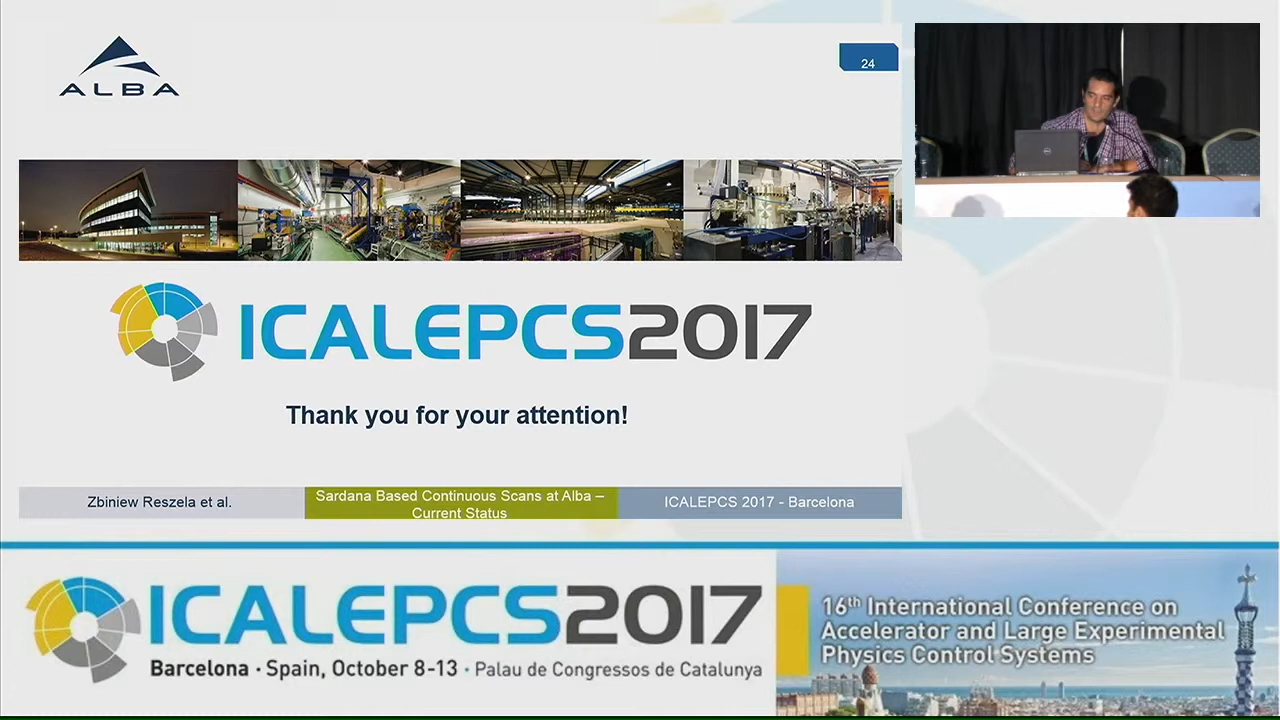 ALBA
24
ICALEPCS2017
Thank you for your attention!
Zbiniew Reszela et al.
Sardana Based Continuous Scans at Alba –
Current Status
ICALEPCS 2017 - Barcelona
ICALEPCS2017
Barcelona · Spain, October 8-13 · Palau de Congressos de Catalunya
16th International Conference on
Accelerator and Large Experimental
Physics Control Systems